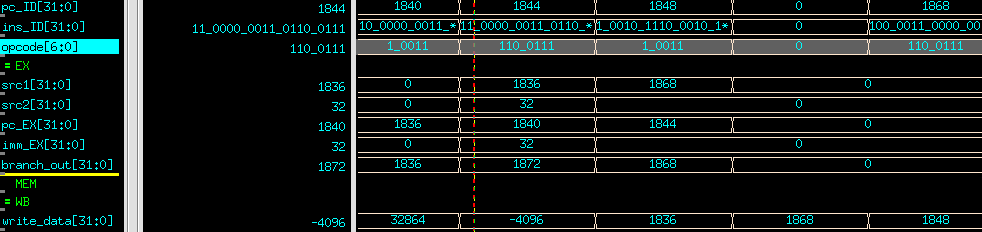 pc_ID[31:0] 1844 1840 1844 1848 0 1868
ins_ID[31:0] 11_0000_0011_0110_0111 10_0000_0011_* 11_0000_0011_0110_* 1_0010_1110_0010_1* 0 100_0011_0000_00
opcode[6:0] 110_0111 1_0011 110_0111 1_0011 0 110_0111
= EX
src1[31:0] 1836 0 1836 1868 0
src2[31:0] 32 0 32 0
pc_EX[31:0] 1840 1836 1840 1844 0
imm_EX[31:0] 32 0 32 0
branch_out[31:0] 1872 1836 1872 1868 0
MEM
= WB
write_data[31:0] -4096 32864 -4096 1836 1868 1848